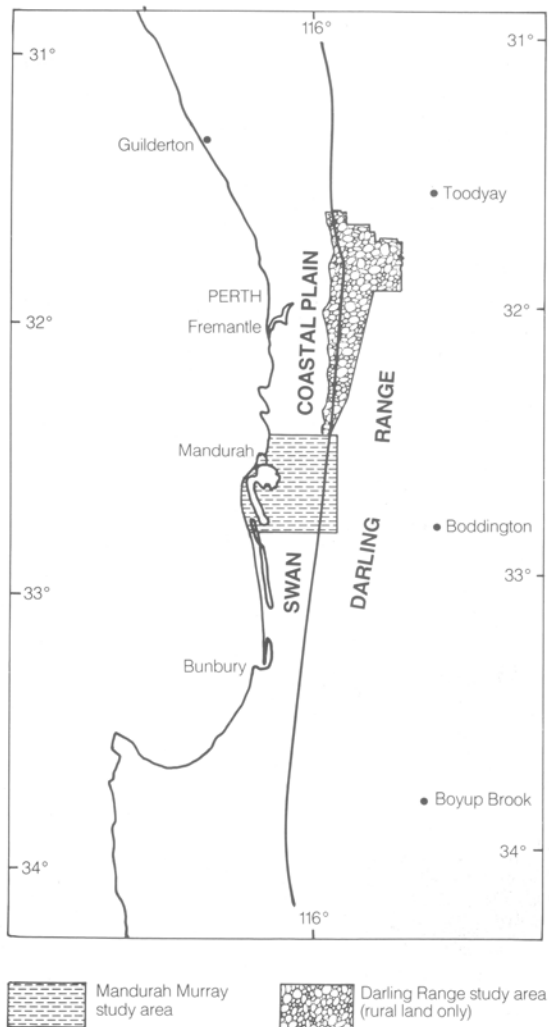 116°
31°
31°
Guilderton
Toodyay
PERTH
COASTAL PLAIN
32°
Fremantle
32°
RANGE
Mandurah
Boddington
SWAN
DARLING
33°
33°
Bunbury
Boyup Brook
34°
34°
116°
Mandurah Murray
study area
Darling Range study area
(rural land only)